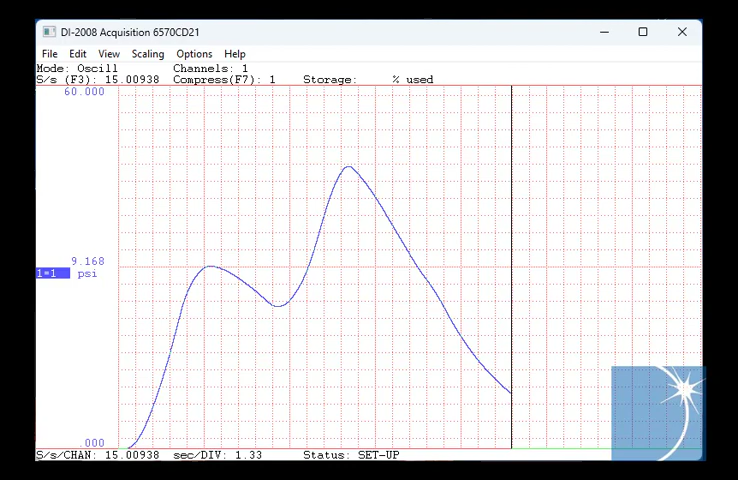 DI-2008 Acquisition 6570CD21
File Edit View Scaling Options Help
Mode: Oscill Channels: 1
S/s (F3): 15.00938 Compress(F7): 1 Storage: % used
60.000
9.168
1=1 psi
.000
S/s/CHAN: 15.00938 sec/DIV: 1.33 Status: SET-UP